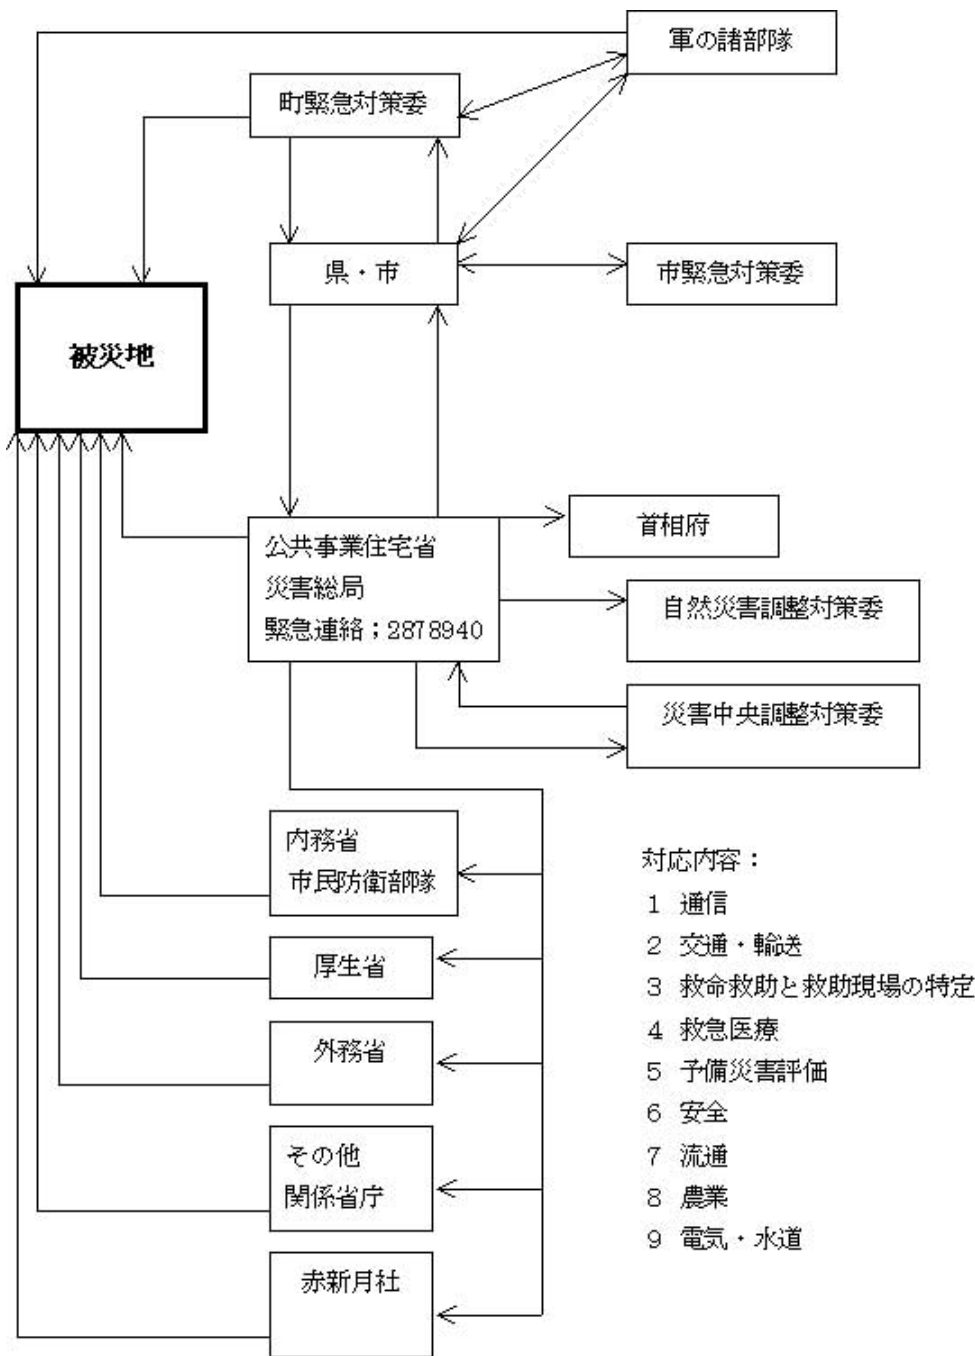 軍の諸部隊
町緊急対策委
県・市
市緊急対策委
被災地
首相府
公共事業住宅省
災害総局
緊急連絡；2878940
自然災害調整対策委
災害中央調整対策委
内務省
市民防衛部隊
厚生省
外務省
その他
関係省庁
赤新月社
対応内容：
1 通信
2 交通・輸送
3 救命救助と救助現場の特定
4 救急医療
5 予備災害評価
6 安全
7 流通
8 農業
9 電気・水道